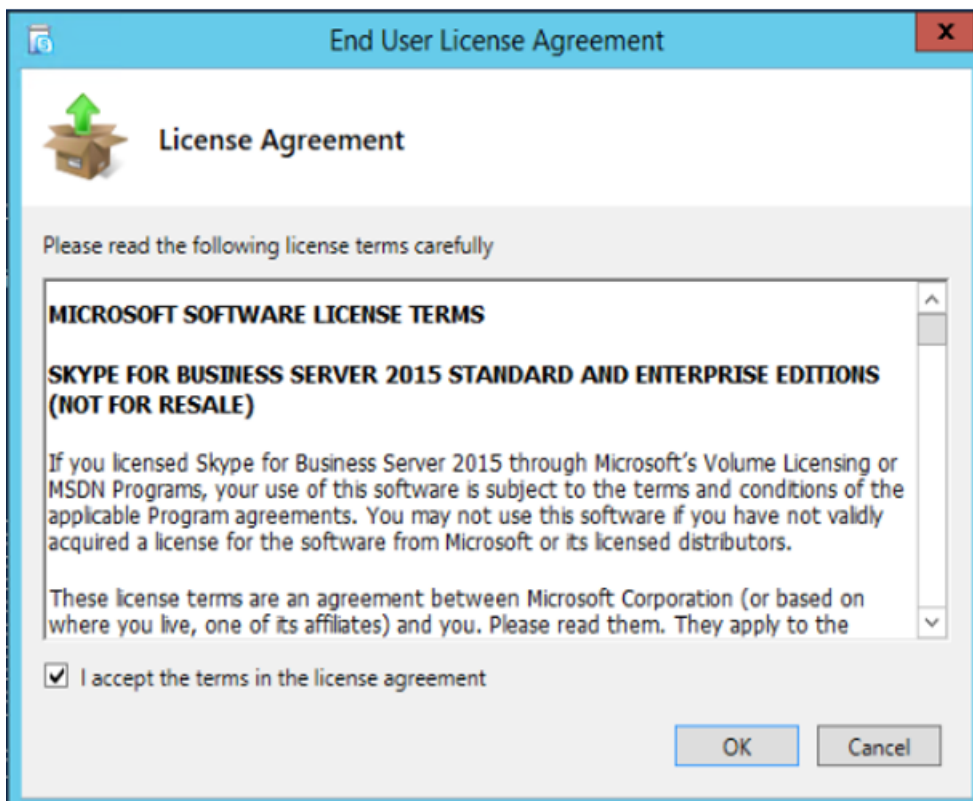 End User License Agreement
License Agreement
Please read the following license terms carefully
MICROSOFT SOFTWARE LICENSE TERMS
SKYPE FOR BUSINESS SERVER 2015 STANDARD AND ENTERPRISE EDITIONS
(NOT FOR RESALE)
If you licensed Skype for Business Server 2015 through Microsoft's Volume Licensing or
MSDN Programs, your use of this software is subject to the terms and conditions of the
applicable Program agreements. You may not use this software if you have not validly
acquired a license for the software from Microsoft or its licensed distributors.
These license terms are an agreement between Microsoft Corporation (or based on
where you live, one of its affiliates) and you. Please read them. They apply to the
I accept the terms in the license agreement
OK
Cancel